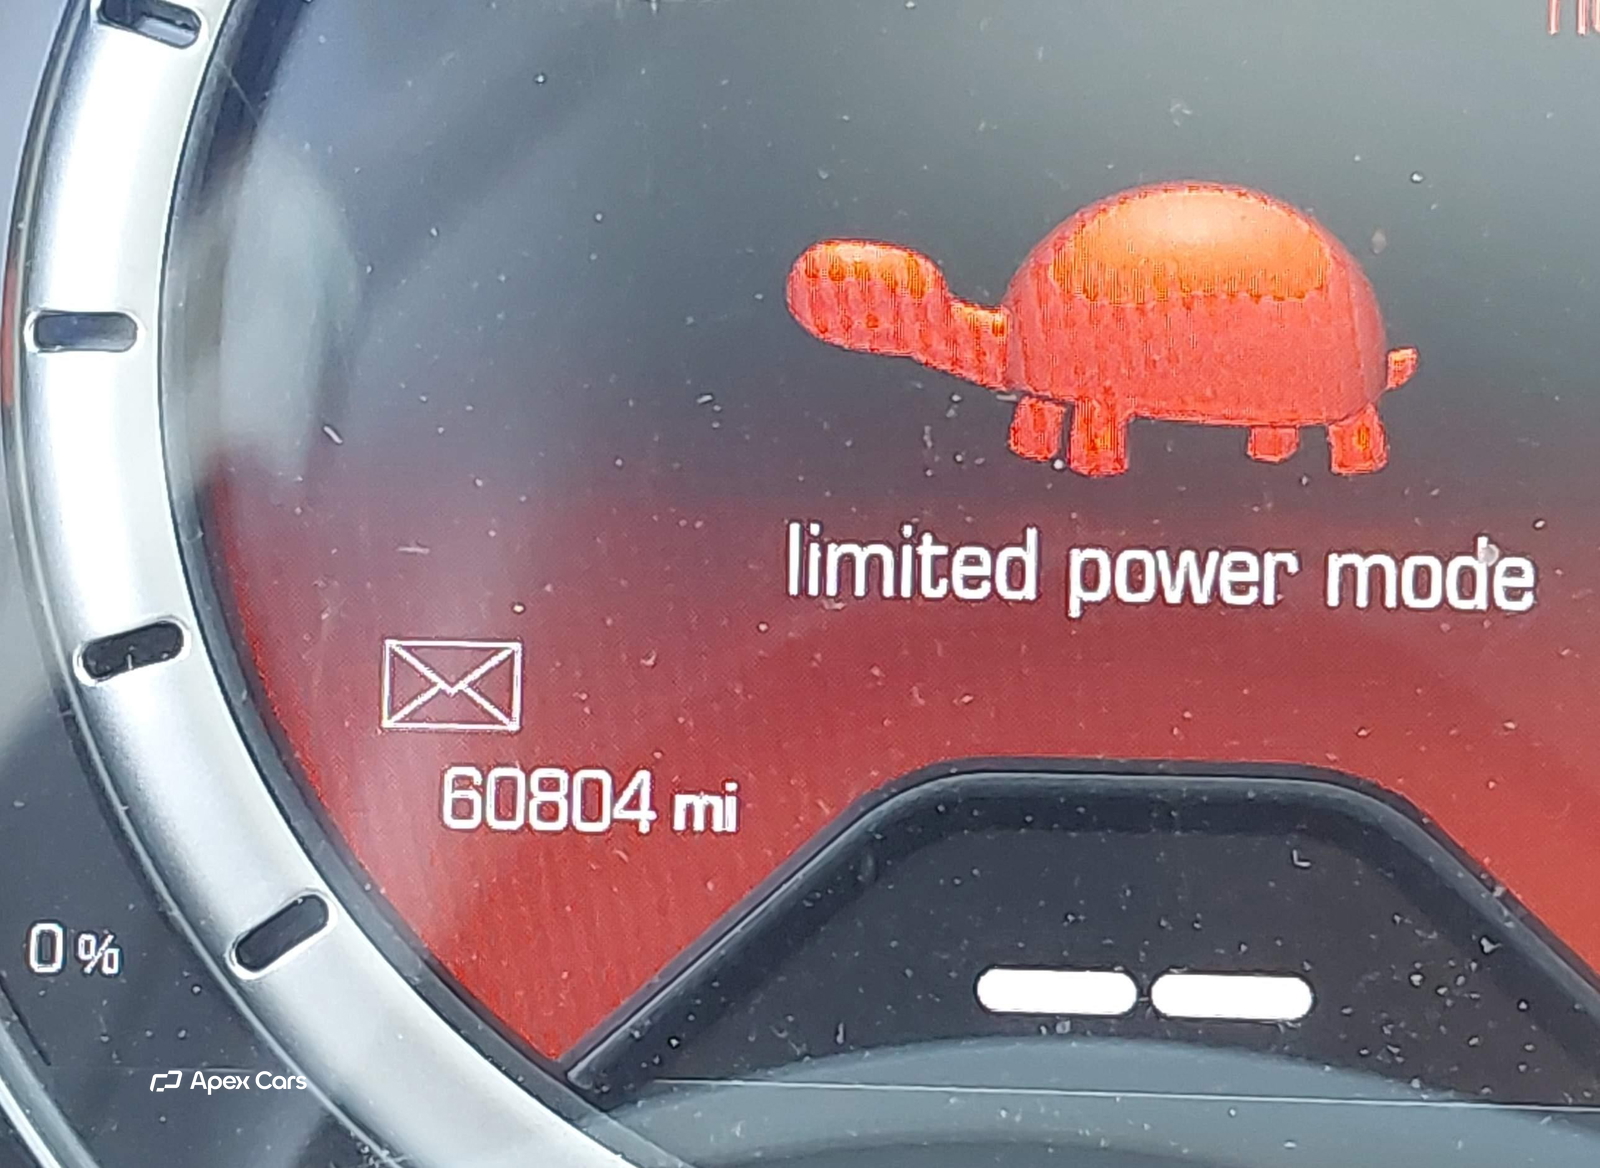 limited power mode
60804 mi
0 %
Apex Cars